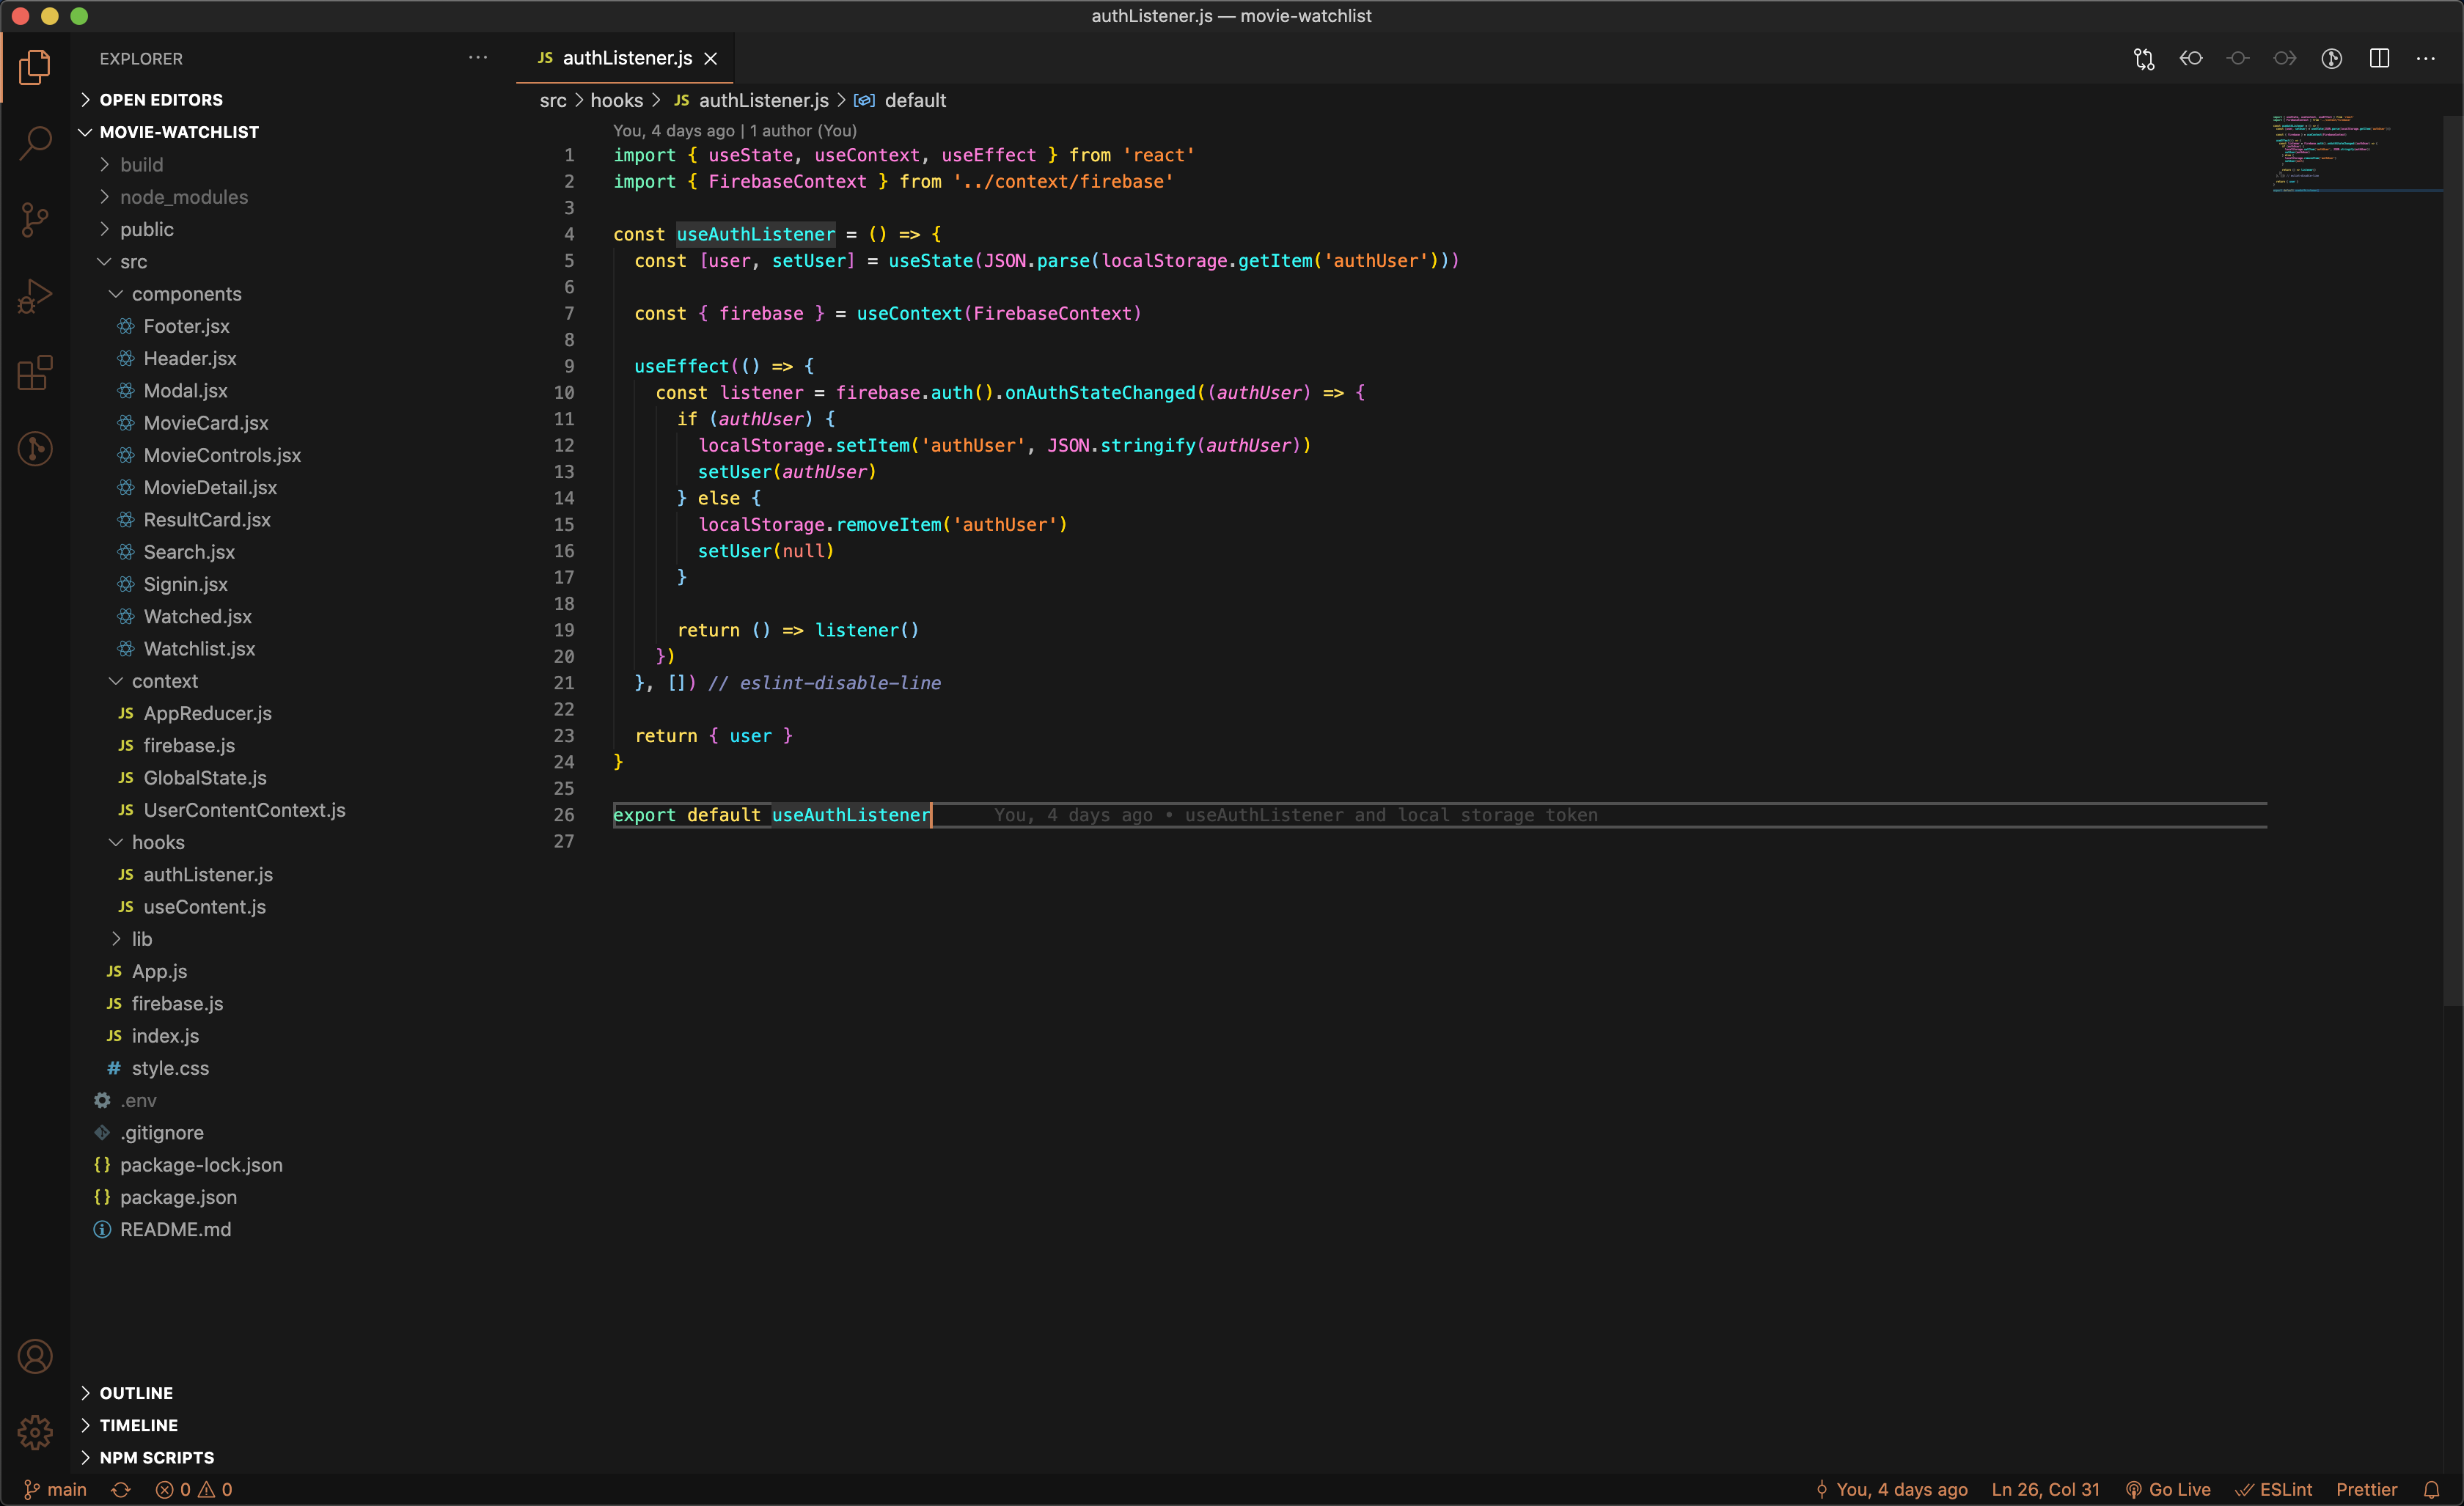 authListener.js — movie-watchlist
EXPLORER
JS authListener.js
OPEN EDITORS
MOVIE-WATCHLIST
build
node_modules
public
src
components
Footer.jsx
Header.jsx
Modal.jsx
MovieCard.jsx
MovieControls.jsx
MovieDetail.jsx
ResultCard.jsx
Search.jsx
Signin.jsx
Watched.jsx
Watchlist.jsx
context
JS AppReducer.js
JS firebase.js
JS GlobalState.js
JS UserContentContext.js
hooks
JS authListener.js
JS useContent.js
lib
JS App.js
JS firebase.js
JS index.js
# style.css
.env
.gitignore
{} package-lock.json
{} package.json
README.md
OUTLINE
TIMELINE
NPM SCRIPTS
src > hooks > JS authListener.js > default
You, 4 days ago | 1 author (You)
1 import { useState, useContext, useEffect } from 'react'
2 import { FirebaseContext } from '../context/firebase'
3
4 const useAuthListener = () => {
5   const [user, setUser] = useState(JSON.parse(localStorage.getItem('authUser')))
6
7   const { firebase } = useContext(FirebaseContext)
8
9   useEffect(() => {
10     const listener = firebase.auth().onAuthStateChanged((authUser) => {
11       if (authUser) {
12         localStorage.setItem('authUser', JSON.stringify(authUser))
13         setUser(authUser)
14       } else {
15         localStorage.removeItem('authUser')
16         setUser(null)
17       }
18
19       return () => listener()
20     })
21   }, []) // eslint-disable-line
22
23   return { user }
24 }
25
26 export default useAuthListener You, 4 days ago • useAuthListener and local storage token
27
main 0 0 You, 4 days ago Ln 26, Col 31 Go Live ESLint Prettier